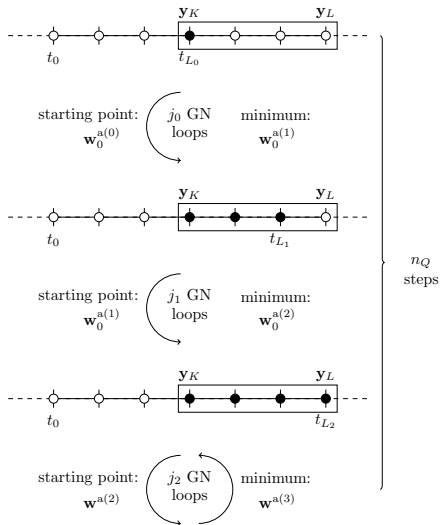 y_K y_L
t_0 t_{L_0}
starting point: j_0 GN minimum:
w_0^{a(0)} loops w_0^{a(1)}
y_K y_L
t_0 t_{L_1}
n_Q
steps
starting point: j_1 GN minimum:
w_0^{a(1)} loops w_0^{a(2)}
y_K y_L
t_0 t_{L_2}
starting point: j_2 GN minimum:
w^{a(2)} loops w^{a(3)}